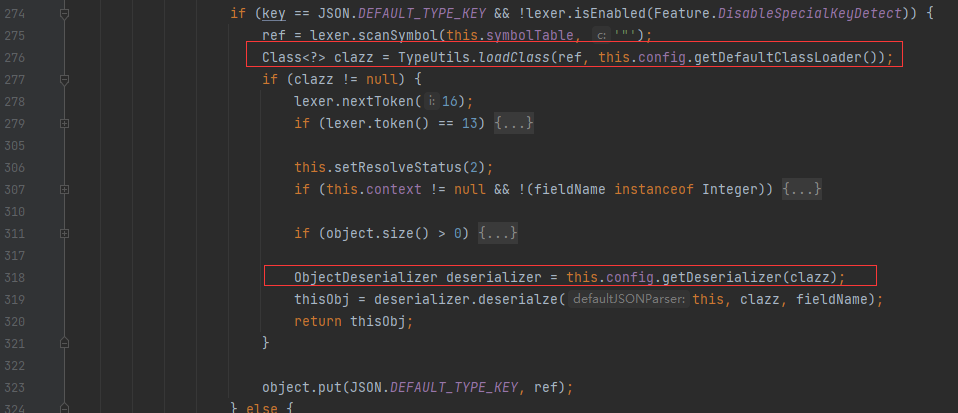 274 if (key == JSON.DEFAULT_TYPE_KEY && !lexer.isEnabled(Feature.DisableSpecialKeyDetect)) {
275 ref = lexer.scanSymbol(this.symbolTable, c: '"');
276 Class<?> clazz = TypeUtils.loadClass(ref, this.config.getDefaultClassLoader());
277 if (clazz != null) {
278 lexer.nextToken( i: 16);
279 if (lexer.token() == 13) {...}
305
306 this.setResolveStatus(2);
307 if (this.context != null && !(fieldName instanceof Integer)) {...}
310
311 if (object.size() > 0) {...}
317
318 ObjectDeserializer deserializer = this.config.getDeserializer(clazz);
319 thisObj = deserializer.deserialze( defaultJSONParser: this, clazz, fieldName);
320 return thisObj;
321 }
322
323 object.put(JSON.DEFAULT_TYPE_KEY, ref);
324 } else {